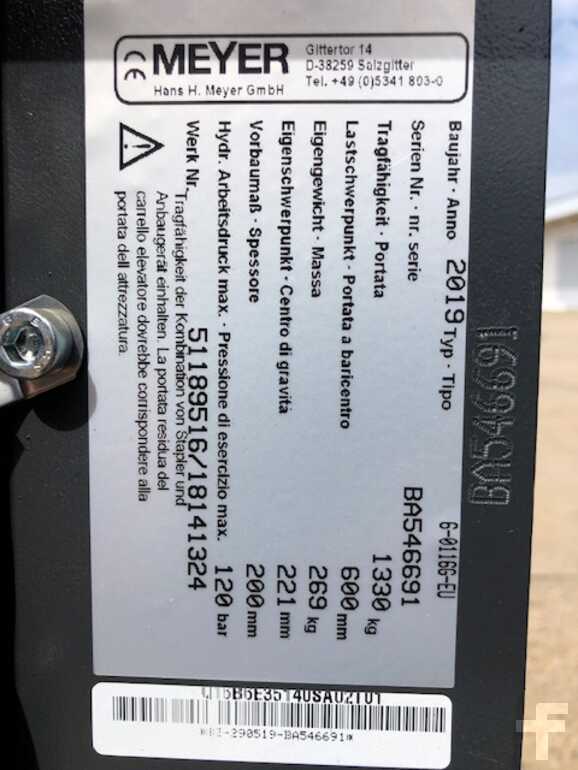 CE MEYER
Hans H. Meyer GmbH
Gittertor 14
D-38259 Salzgitter
Tel. +49 (0)5341 803-0
Baujahr · Anno 2019 Typ · Tipo 6-0116G-EU
Serien Nr. · nr. serie BA546691
Tragfähigkeit · Portata 1330 kg
Lastschwerpunkt · Portata a baricentro 600 mm
Eigengewicht · Massa 269 kg
Eigenschwerpunkt · Centro di gravità 221 mm
Vorbaumaß · Spessore 200 mm
Hydr. Arbeitsdruck max. · Pressione di esercizio max. 120 bar
Werk Nr. 51189516/18141324
Tragfähigkeit der Kombination von Stapler und
Anbaugerät einhalten. La portata residua del
carrello elevatore dovrebbe corrispondere alla
portata dell attrezzatura.
BA546691
*BI-290519-BA546691*